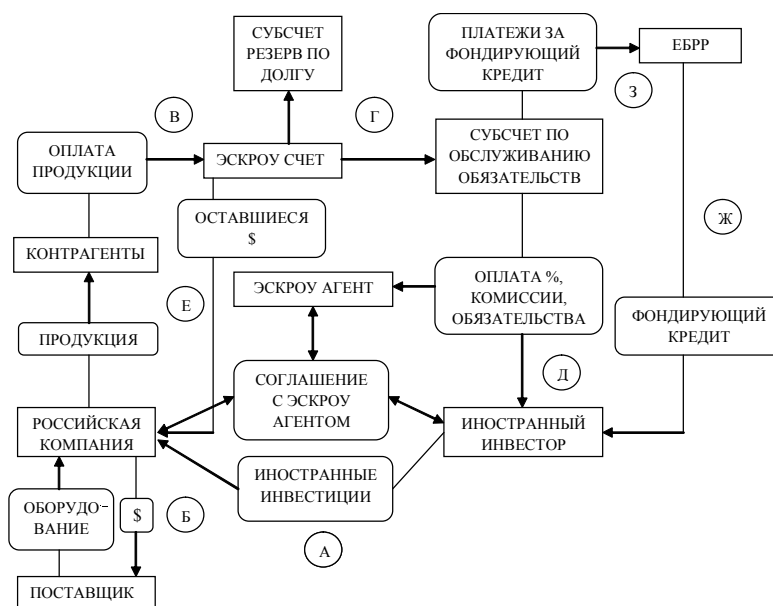 СУБСЧЕТ
РЕЗЕРВ ПО
ДОЛГУ
ПЛАТЕЖИ ЗА
ФОНДИРУЮЩИЙ
КРЕДИТ
ЕБРР
З
В
Г
ОПЛАТА
ПРОДУКЦИИ
ЭСКРОУ СЧЕТ
СУБСЧЕТ ПО
ОБСЛУЖИВАНИЮ
ОБЯЗАТЕЛЬСТВ
ОСТАВШИЕСЯ
$
Ж
КОНТРАГЕНТЫ
ЭСКРОУ АГЕНТ
ОПЛАТА %,
КОМИССИИ,
ОБЯЗАТЕЛЬСТВА
Е
ПРОДУКЦИЯ
ФОНДИРУЮЩИЙ
КРЕДИТ
СОГЛАШЕНИЕ
С ЭСКРОУ
АГЕНТОМ
Д
РОССИЙСКАЯ
КОМПАНИЯ
ИНОСТРАННЫЙ
ИНВЕСТОР
ИНОСТРАННЫЕ
ИНВЕСТИЦИИ
ОБОРУДО-
ВАНИЕ
$
Б
А
ПОСТАВЩИК